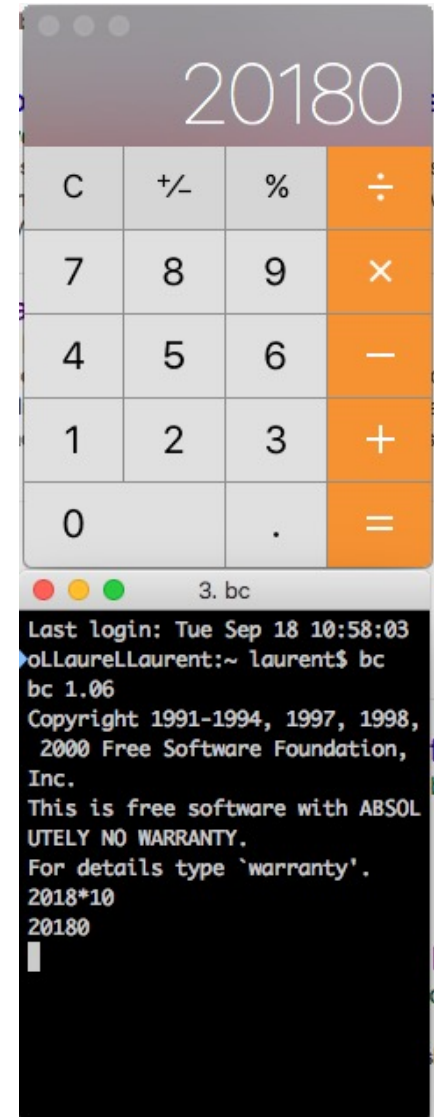 20180
C +/- % ÷
7 8 9 ×
4 5 6 −
1 2 3 +
0 . =
3. bc
Last login: Tue Sep 18 10:58:03
oLLaureLLaurent:~ laurent$ bc
bc 1.06
Copyright 1991-1994, 1997, 1998,
2000 Free Software Foundation,
Inc.
This is free software with ABSOL
UTELY NO WARRANTY.
For details type `warranty'.
2018*10
20180